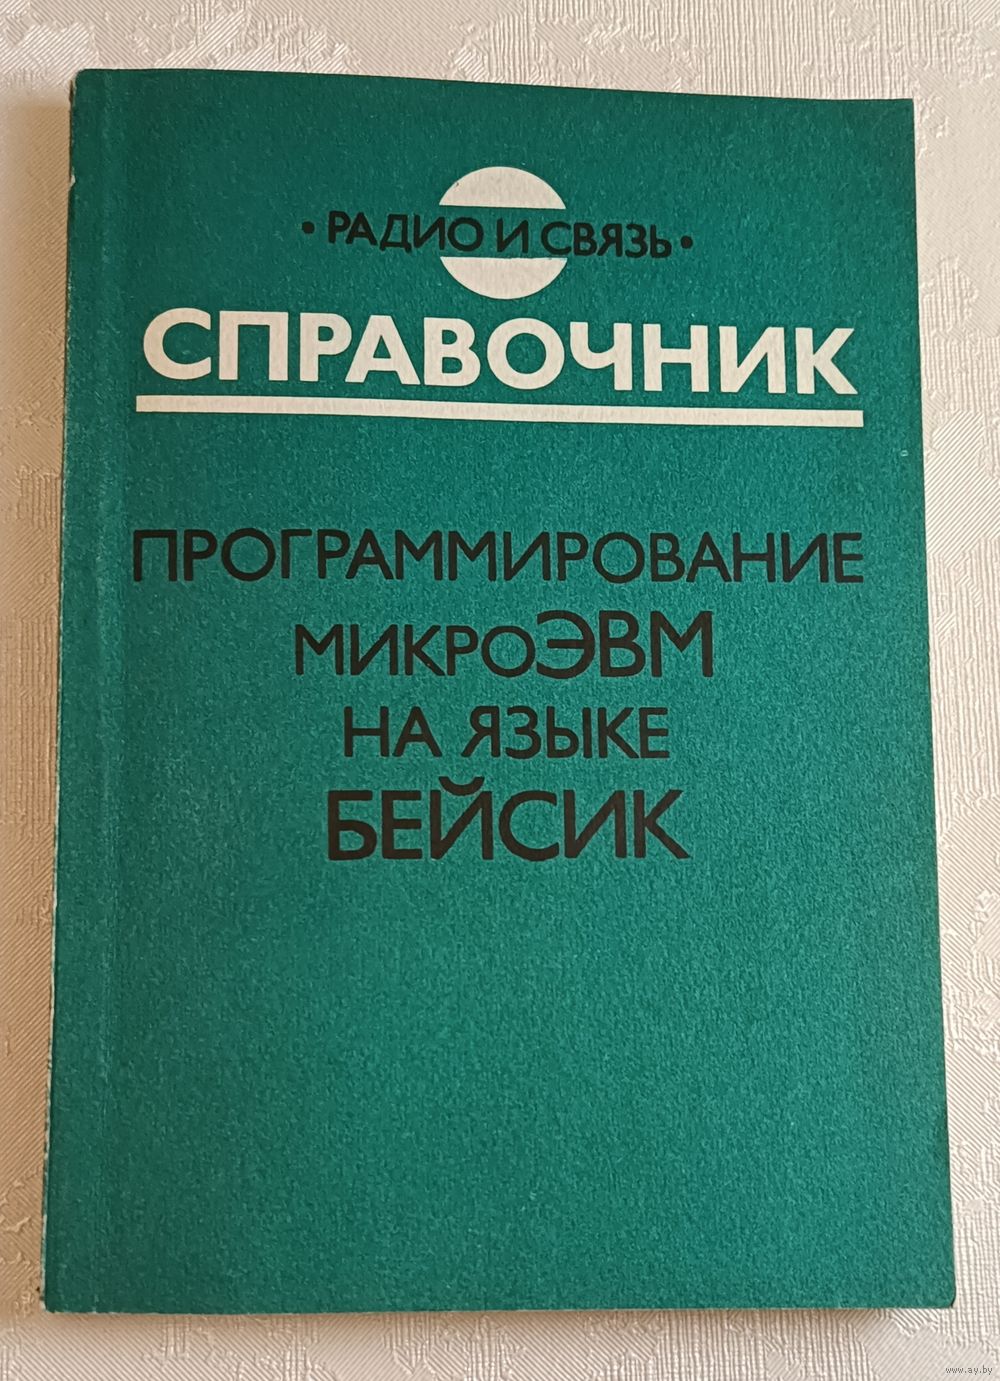 • РАДИО И СВЯЗЬ •
СПРАВОЧНИК
ПРОГРАММИРОВАНИЕ
МИКРОЭВМ
НА ЯЗЫКЕ
БЕЙСИК
www.ay.by